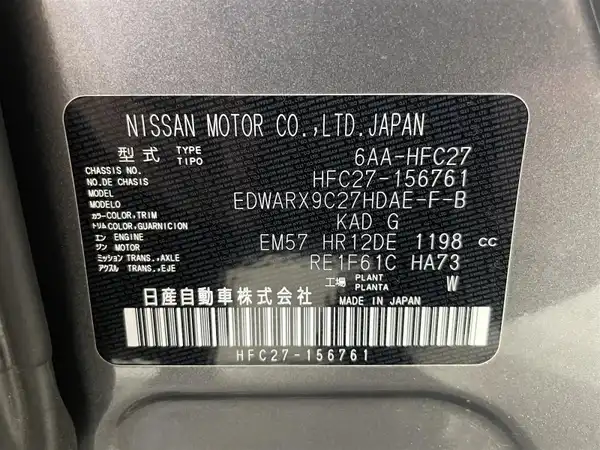 NISSAN MOTOR CO.,LTD.JAPAN
型式 TYPE TIPO 6AA-HFC27
CHASSIS NO.
NO.DE CHASIS HFC27-156761
MODEL
MODELO EDWARX9C27HDAE-F-B
カラー COLOR,TRIM
トリム COLOR,GUARNICION KAD G
エン ENGINE
ジン MOTOR EM57 HR12DE 1198 cc
ミッション TRANS.,AXLE
アクスル TRANS.,EJE RE1F61C HA73
工場 PLANT PLANTA W
日産自動車株式会社 MADE IN JAPAN
HFC27-156761